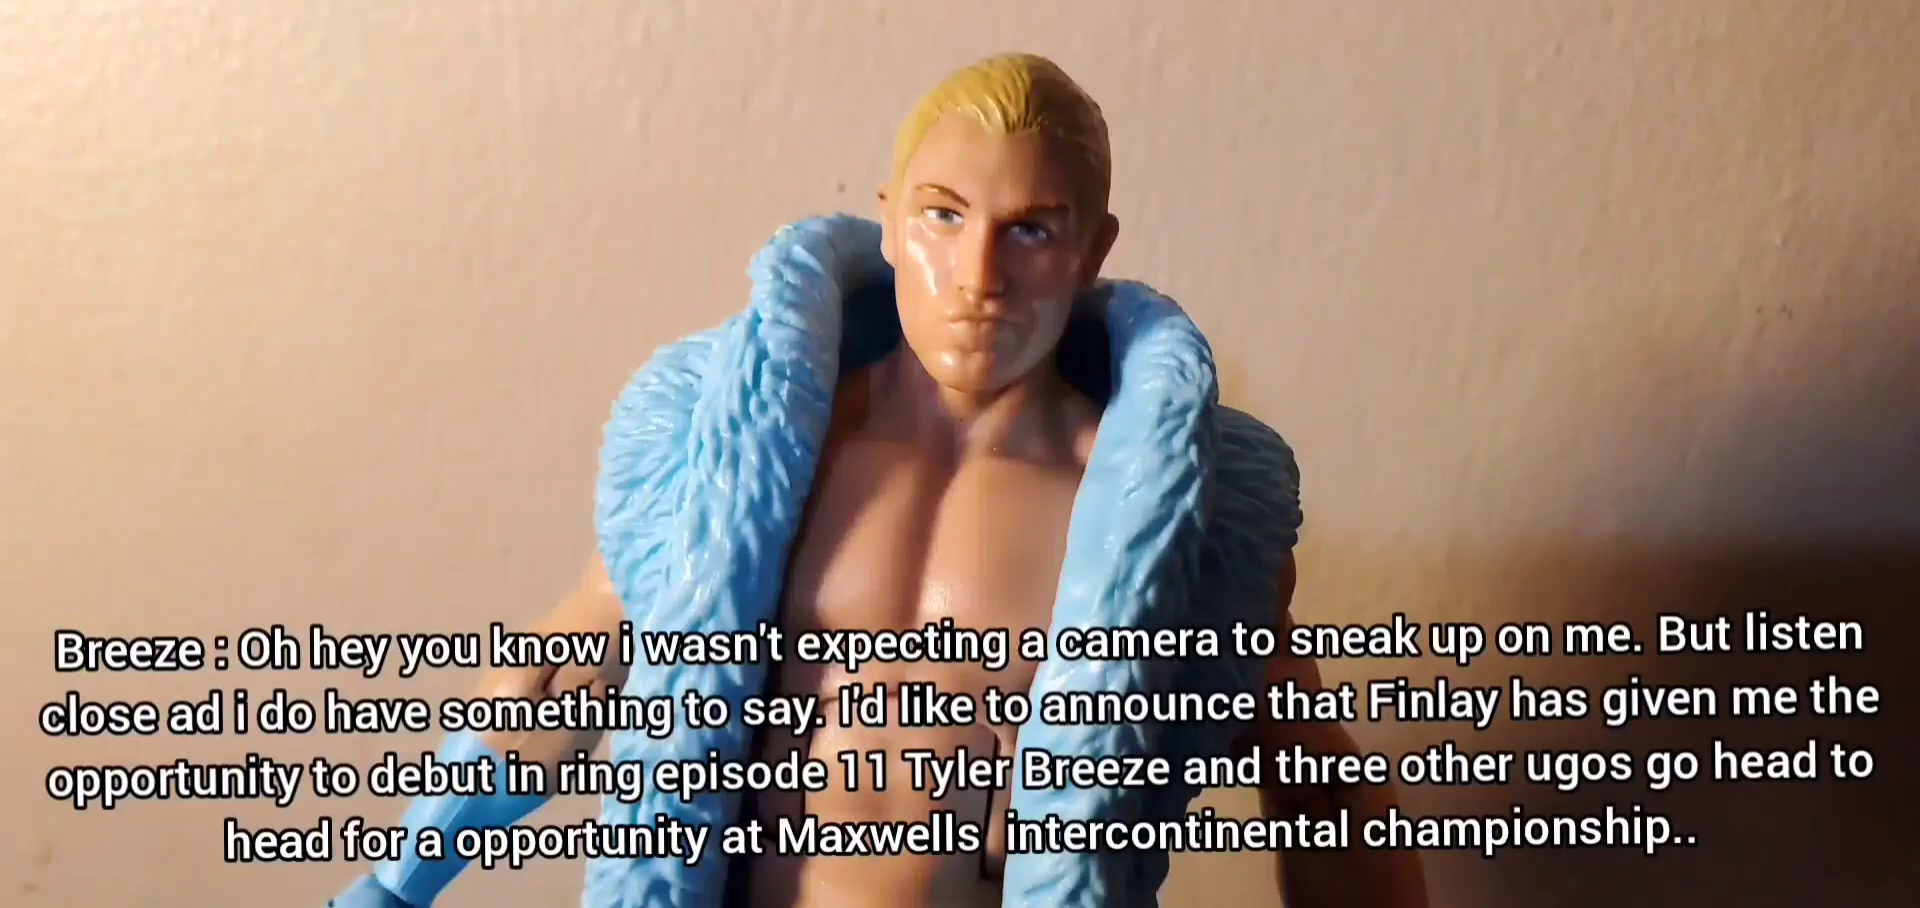 Breeze : Oh hey you know i wasn't expecting a camera to sneak up on me. But listen
close ad i do have something to say. I'd like to announce that Finlay has given me the
opportunity to debut in ring episode 11 Tyler Breeze and three other ugos go head to
head for a opportunity at Maxwells intercontinental championship..